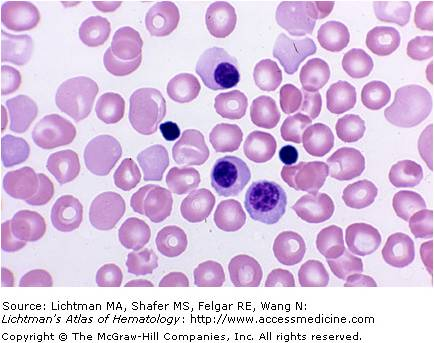 Source: Lichtman MA, Shafer MS, Felgar RE, Wang N:
Lichtman's Atlas of Hematology: http://www.accessmedicine.com
Copyright © The McGraw-Hill Companies, Inc. All rights reserved.